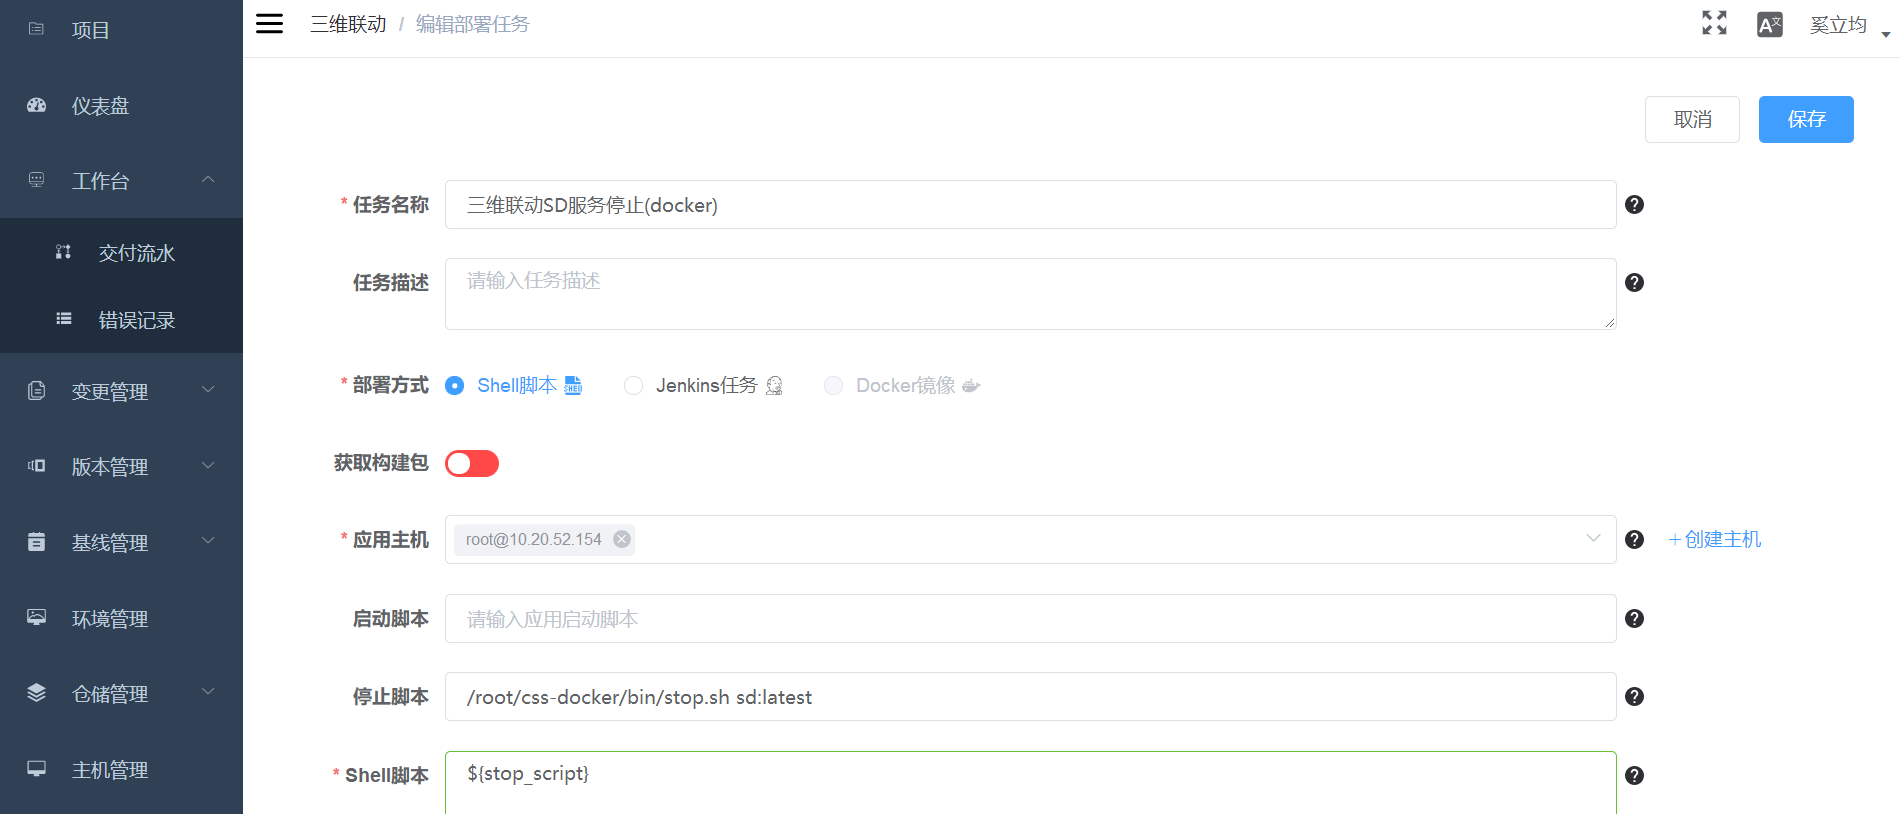 项目
仪表盘
工作台
交付流水
错误记录
变更管理
版本管理
基线管理
环境管理
仓储管理
主机管理
三维联动 / 编辑部署任务
A文
奚立均
取消
保存
* 任务名称
三维联动SD服务停止(docker)
任务描述
请输入任务描述
* 部署方式
Shell脚本 SHELL
Jenkins任务
Docker镜像
获取构建包
* 应用主机
root@10.20.52.154
+创建主机
启动脚本
请输入应用启动脚本
停止脚本
/root/css-docker/bin/stop.sh sd:latest
* Shell脚本
${stop_script}